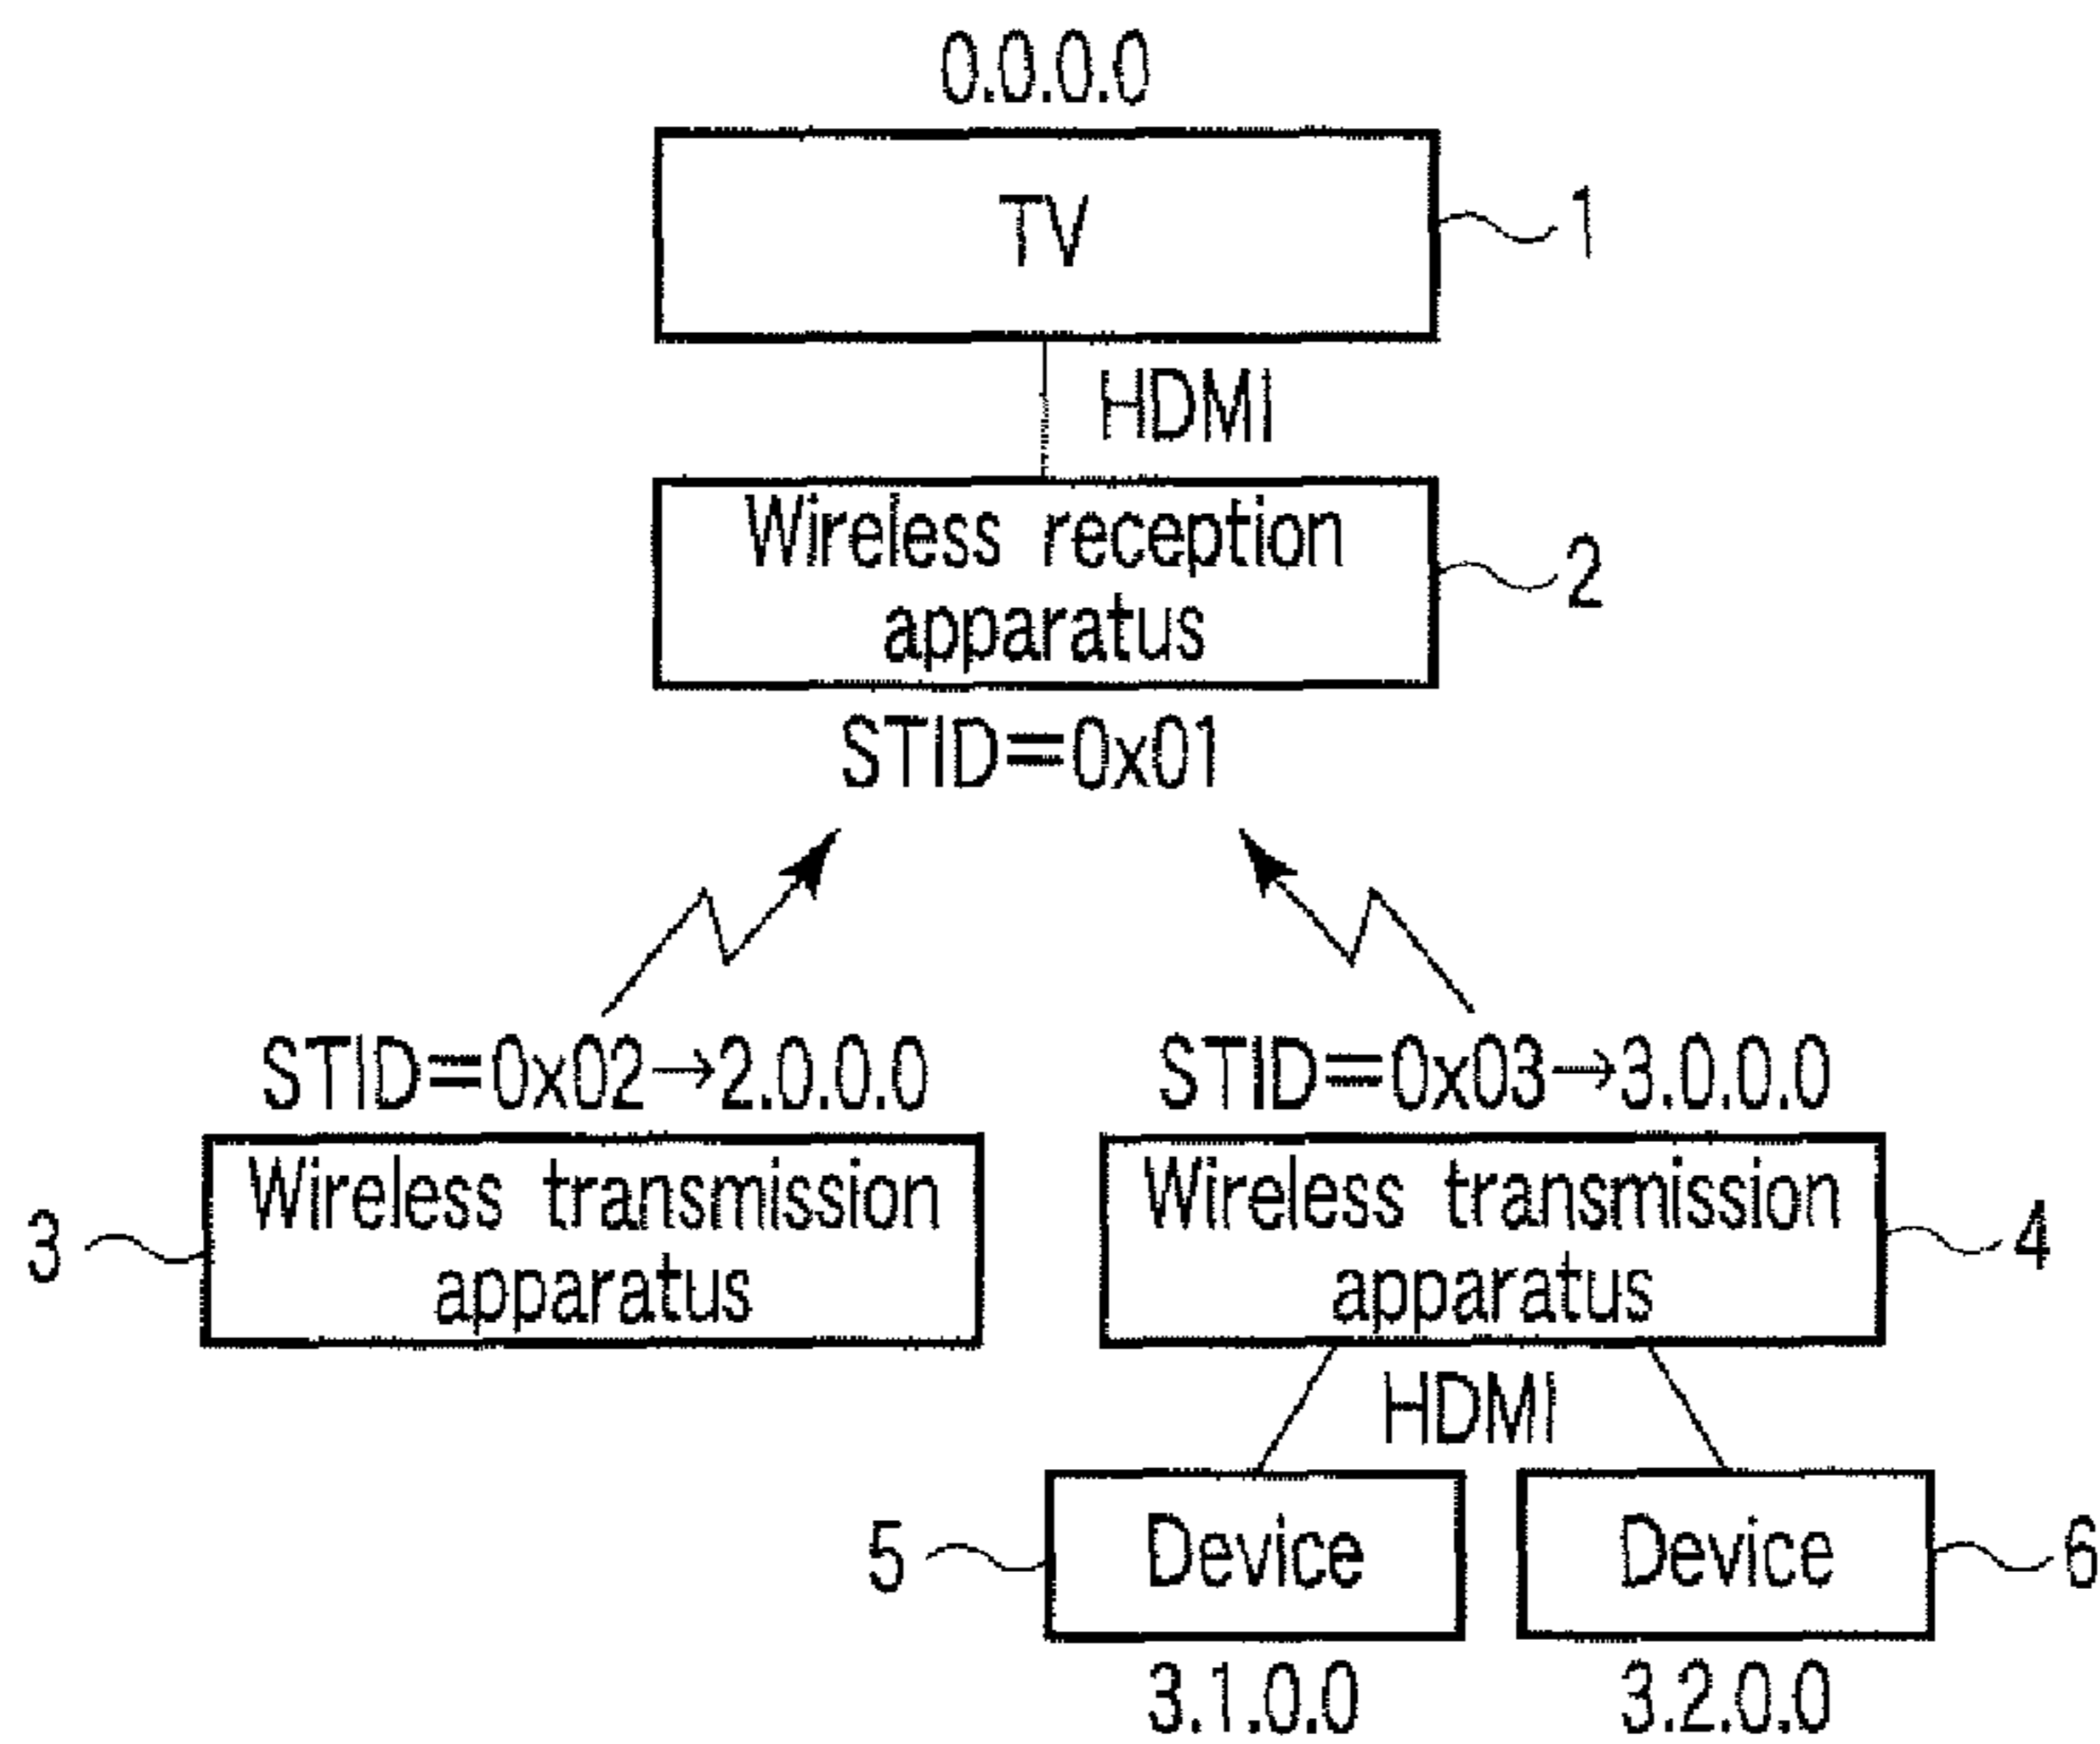 0.0.0.0
TV
1
HDMI
Wireless reception
apparatus
2
STID=0x01
STID=0x02→2.0.0.0
STID=0x03→3.0.0.0
Wireless transmission
apparatus
3
Wireless transmission
apparatus
4
HDMI
5
Device
Device
6
3.1.0.0
3.2.0.0